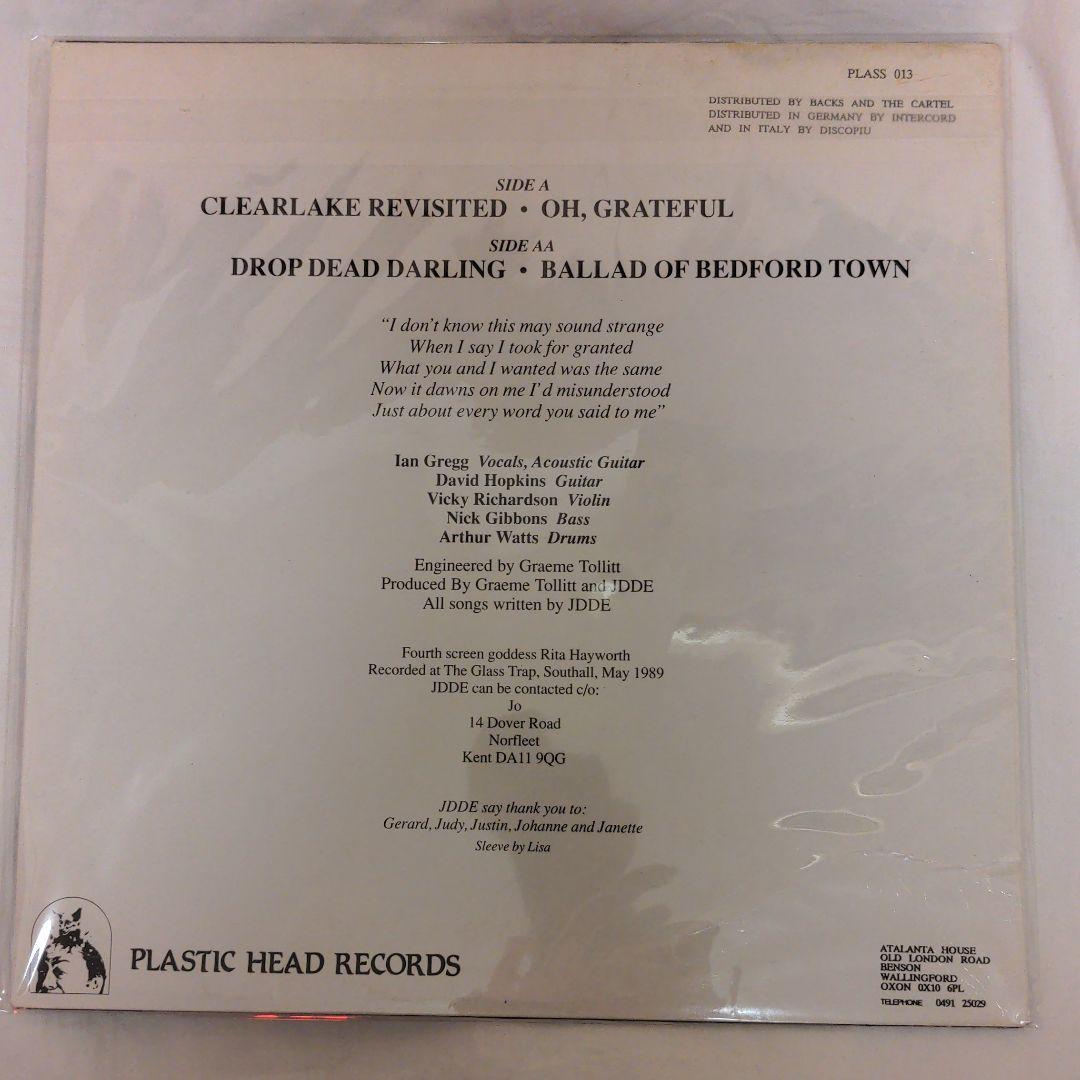 PLASS 013
DISTRIBUTED BY BACKS AND THE CARTEL
DISTRIBUTED IN GERMANY BY INTERCORD
AND IN ITALY BY DISCOPIU
SIDE A
CLEARLAKE REVISITED • OH, GRATEFUL
SIDE AA
DROP DEAD DARLING • BALLAD OF BEDFORD TOWN
“I don’t know this may sound strange
When I say I took for granted
What you and I wanted was the same
Now it dawns on me I’d misunderstood
Just about every word you said to me”
Ian Gregg Vocals, Acoustic Guitar
David Hopkins Guitar
Vicky Richardson Violin
Nick Gibbons Bass
Arthur Watts Drums
Engineered by Graeme Tollitt
Produced By Graeme Tollitt and JDDE
All songs written by JDDE
Fourth screen goddess Rita Hayworth
Recorded at The Glass Trap, Southall, May 1989
JDDE can be contacted c/o:
Jo
14 Dover Road
Norfleet
Kent DA11 9QG
JDDE say thank you to:
Gerard, Judy, Justin, Johanne and Janette
Sleeve by Lisa
PLASTIC HEAD RECORDS
ATALANTA HOUSE
OLD LONDON ROAD
BENSON
WALLINGFORD
OXON OX10 6PL
TELEPHONE 0491 25029